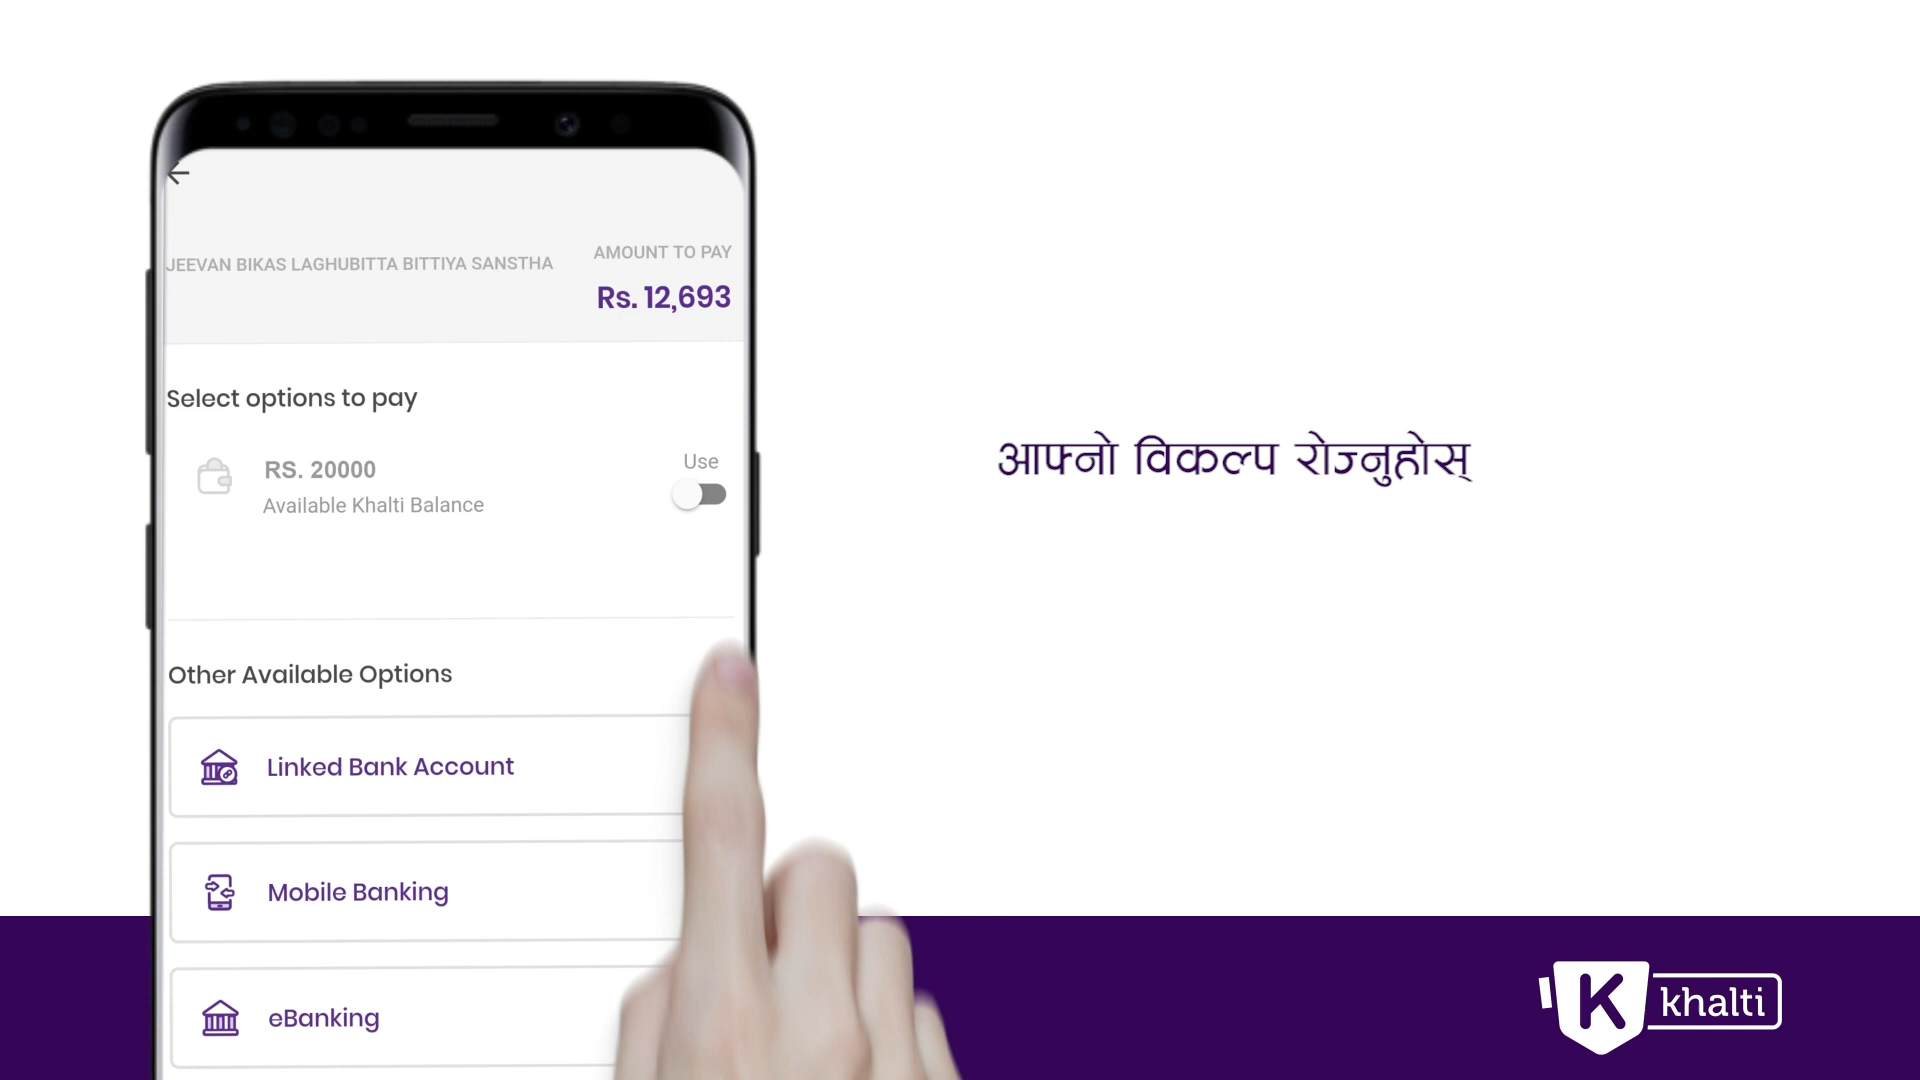 JEEVAN BIKAS LAGHUBITTA BITTIYA SANSTHA
AMOUNT TO PAY
Rs. 12,693
Select options to pay
RS. 20000
Available Khalti Balance
Use
Other Available Options
Linked Bank Account
Mobile Banking
eBanking
आफ्नो विकल्प रोज्नुहोस्
K khalti